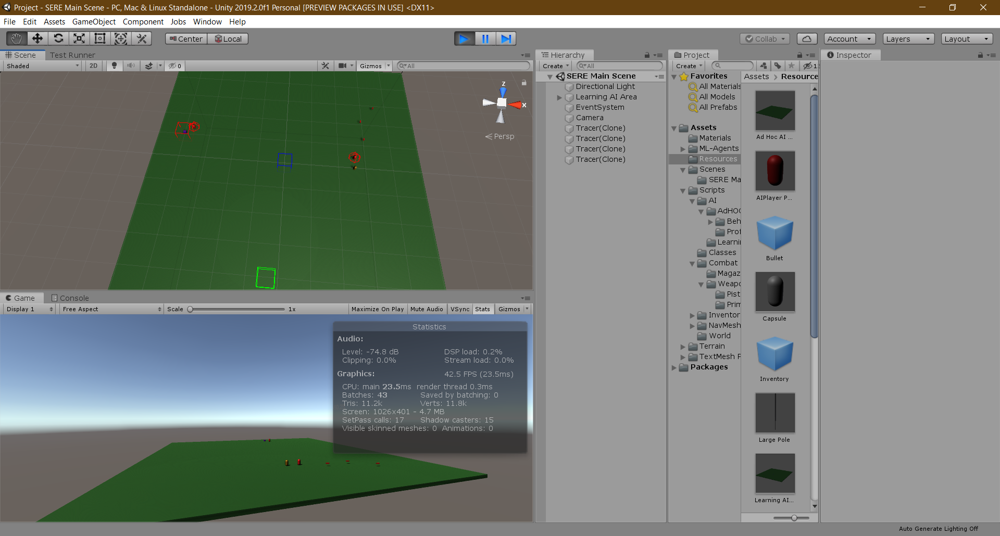 Project - SERE Main Scene - PC, Mac & Linux Standalone - Unity 2019.2.0f1 Personal [PREVIEW PACKAGES IN USE] <DX11>
File Edit Assets GameObject Component Jobs Window Help
Center Local Collab Account Layers Layout
Scene Test Runner
Shaded 2D 0 Gizmos All
z
x
Persp
Game Console
Display 1 Free Aspect Scale 1x Maximize On Play Mute Audio VSync Stats Gizmos
Statistics
Audio:
Level: -74.8 dB DSP load: 0.2%
Clipping: 0.0% Stream load: 0.0%
Graphics: 42.5 FPS (23.5ms)
CPU: main 23.5ms render thread 0.3ms
Batches: 43 Saved by batching: 0
Tris: 11.2k Verts: 11.8k
Screen: 1026x401 - 4.7 MB
SetPass calls: 17 Shadow casters: 15
Visible skinned meshes: 0 Animations: 0
Hierarchy
Create All
SERE Main Scene
Directional Light
Learning AI Area
EventSystem
Camera
Tracer(Clone)
Tracer(Clone)
Tracer(Clone)
Tracer(Clone)
Project
Create 1
Favorites
All Materials
All Models
All Prefabs
Assets
Materials
ML-Agents
Resources
Scenes
SERE Ma
Scripts
AI
AdHOC
Beh
Prof
Learni
Classes
Combat
Magaz
Weapo
Pist
Prim
Inventor
NavMesh
World
Terrain
TextMesh P
Packages
Assets > Resource
Ad Hoc AI ...
AIPlayer P...
Bullet
Capsule
Inventory
Large Pole
Learning AI...
Inspector
Auto Generate Lighting Off